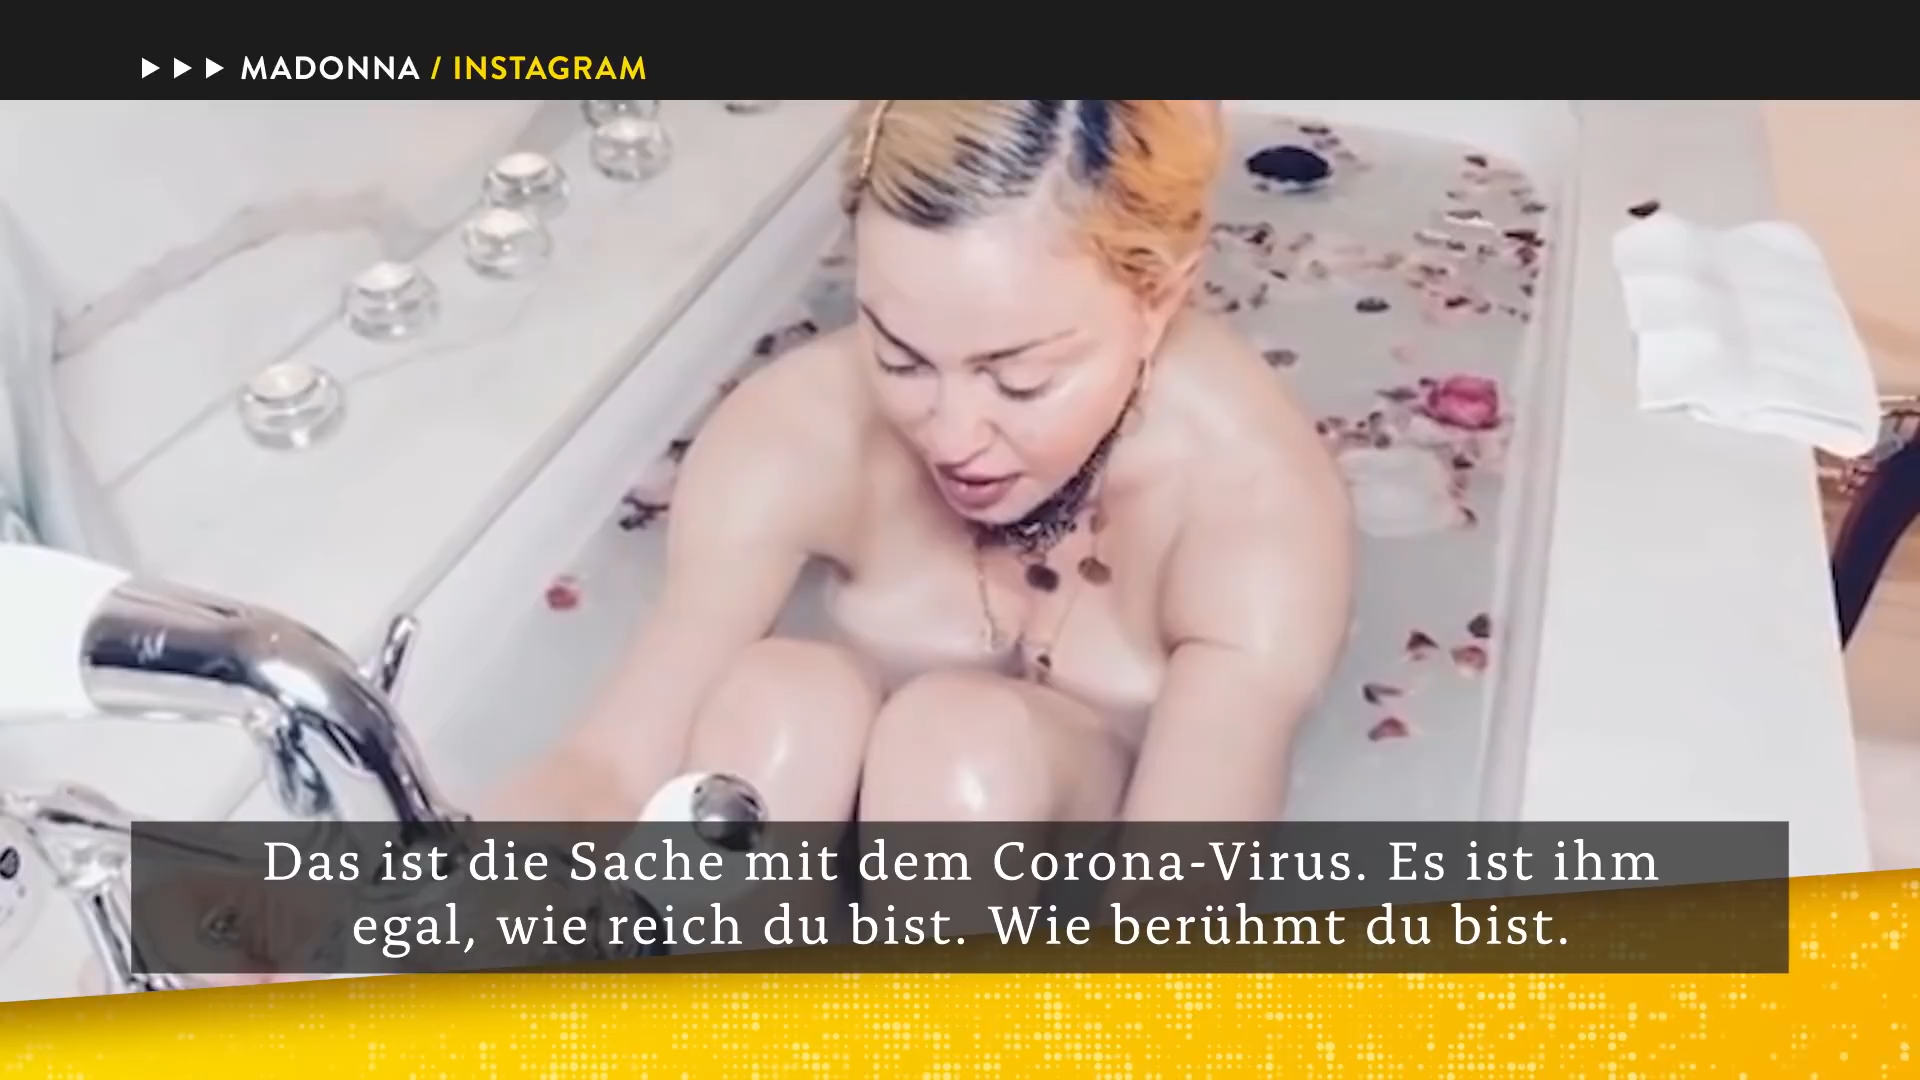 MADONNA / INSTAGRAM
Das ist die Sache mit dem Corona-Virus. Es ist ihm
egal, wie reich du bist. Wie berühmt du bist.